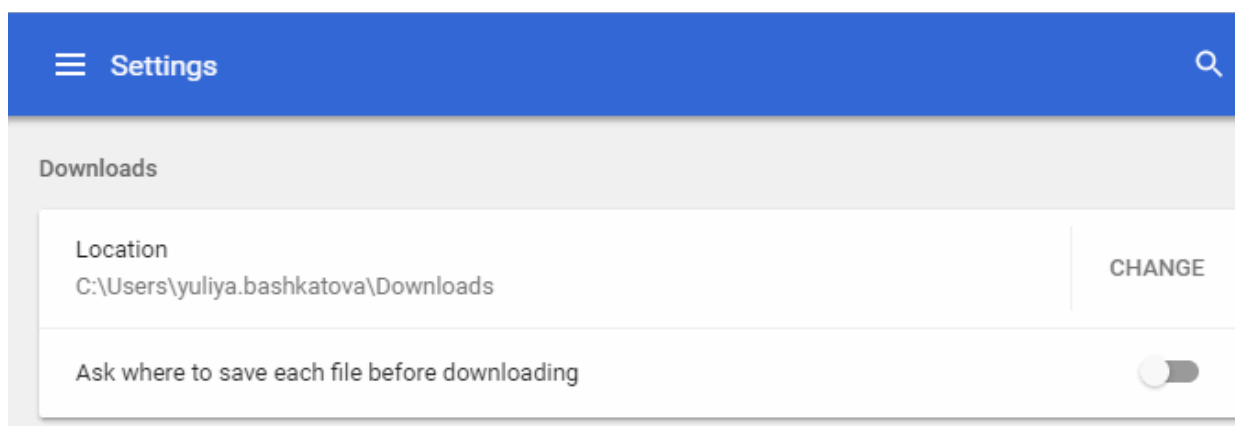 Settings
Downloads
Location
C:\Users\yuliya.bashkatova\Downloads
CHANGE
Ask where to save each file before downloading